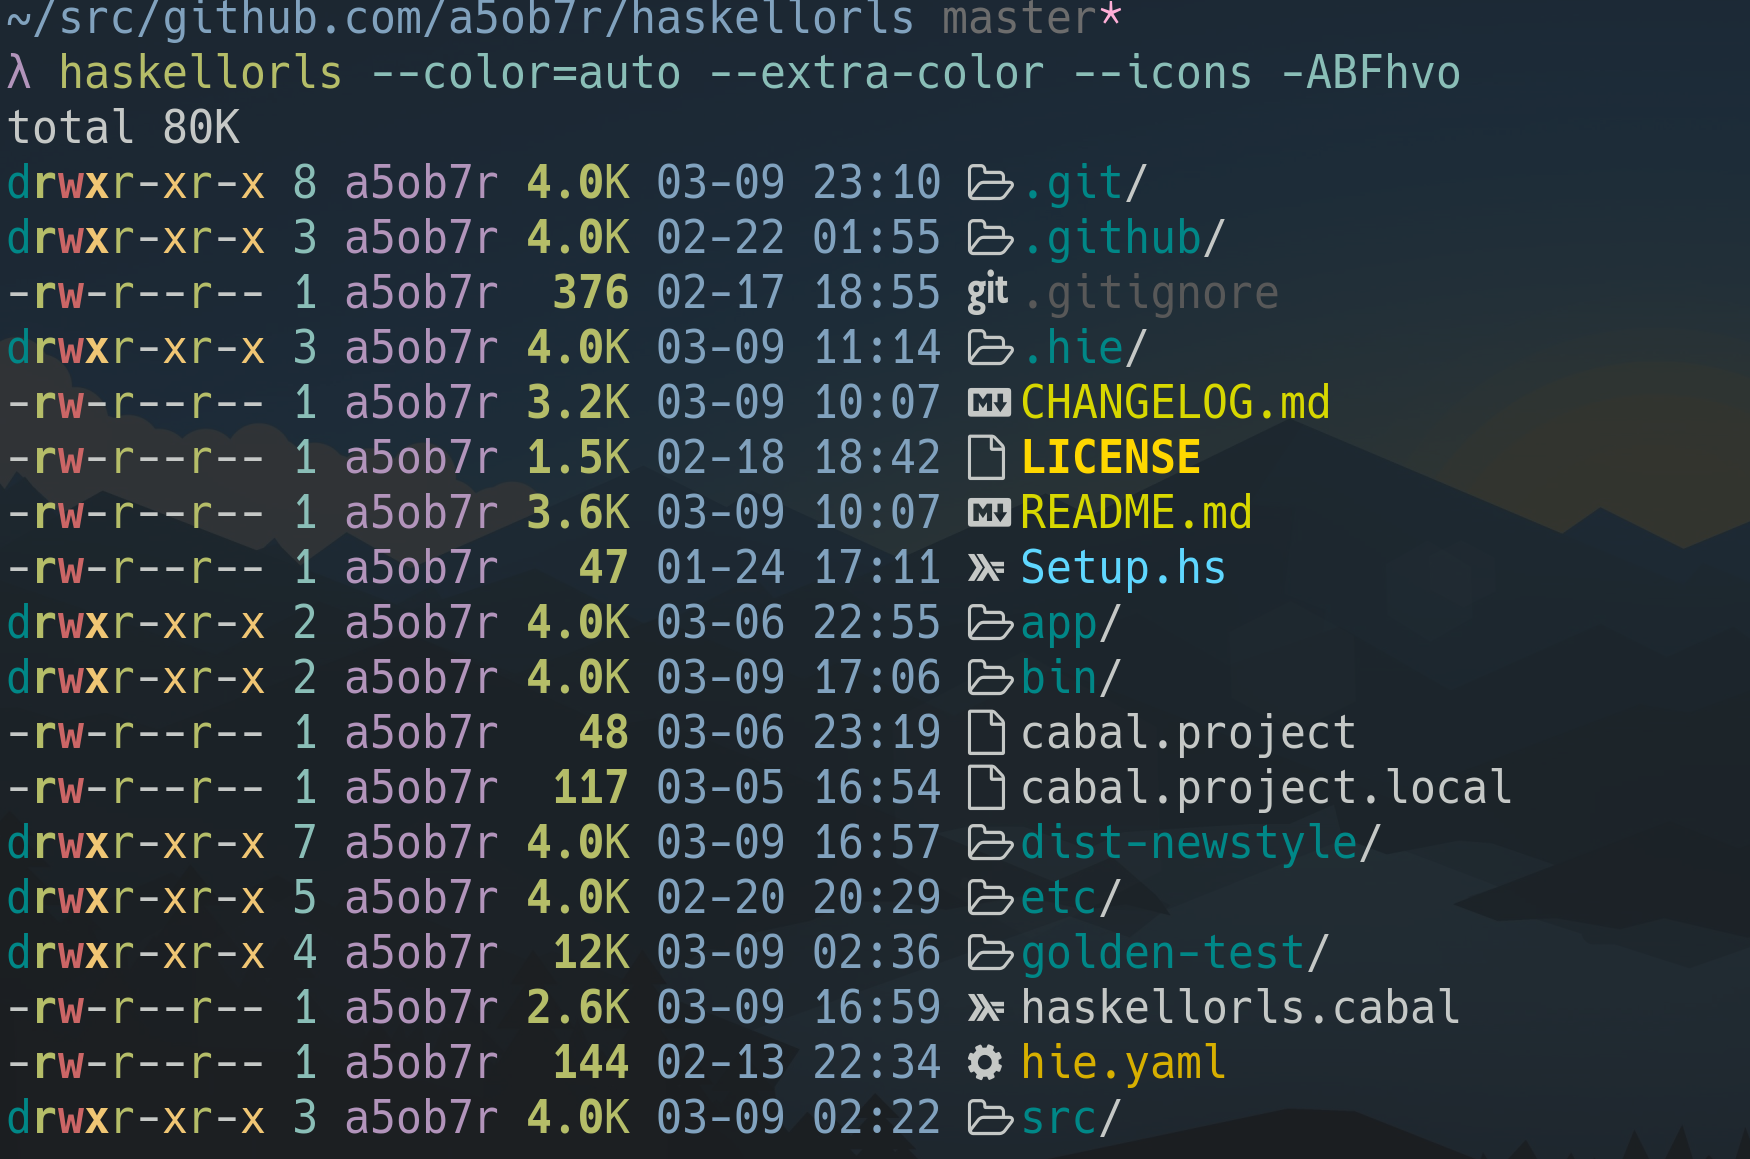 ~/src/github.com/a5ob7r/haskellorls master*
λ haskellorls --color=auto --extra-color --icons -ABFhvo
total 80K
drwxr-xr-x 8 a5ob7r 4.0K 03-09 23:10 .git/
drwxr-xr-x 3 a5ob7r 4.0K 02-22 01:55 .github/
-rw-r--r-- 1 a5ob7r 376 02-17 18:55 git .gitignore
drwxr-xr-x 3 a5ob7r 4.0K 03-09 11:14 .hie/
-rw-r--r-- 1 a5ob7r 3.2K 03-09 10:07 M CHANGELOG.md
-rw-r--r-- 1 a5ob7r 1.5K 02-18 18:42 LICENSE
-rw-r--r-- 1 a5ob7r 3.6K 03-09 10:07 M README.md
-rw-r--r-- 1 a5ob7r 47 01-24 17:11 Setup.hs
drwxr-xr-x 2 a5ob7r 4.0K 03-06 22:55 app/
drwxr-xr-x 2 a5ob7r 4.0K 03-09 17:06 bin/
-rw-r--r-- 1 a5ob7r 48 03-06 23:19 cabal.project
-rw-r--r-- 1 a5ob7r 117 03-05 16:54 cabal.project.local
drwxr-xr-x 7 a5ob7r 4.0K 03-09 16:57 dist-newstyle/
drwxr-xr-x 5 a5ob7r 4.0K 02-20 20:29 etc/
drwxr-xr-x 4 a5ob7r 12K 03-09 02:36 golden-test/
-rw-r--r-- 1 a5ob7r 2.6K 03-09 16:59 haskellorls.cabal
-rw-r--r-- 1 a5ob7r 144 02-13 22:34 hie.yaml
drwxr-xr-x 3 a5ob7r 4.0K 03-09 02:22 src/